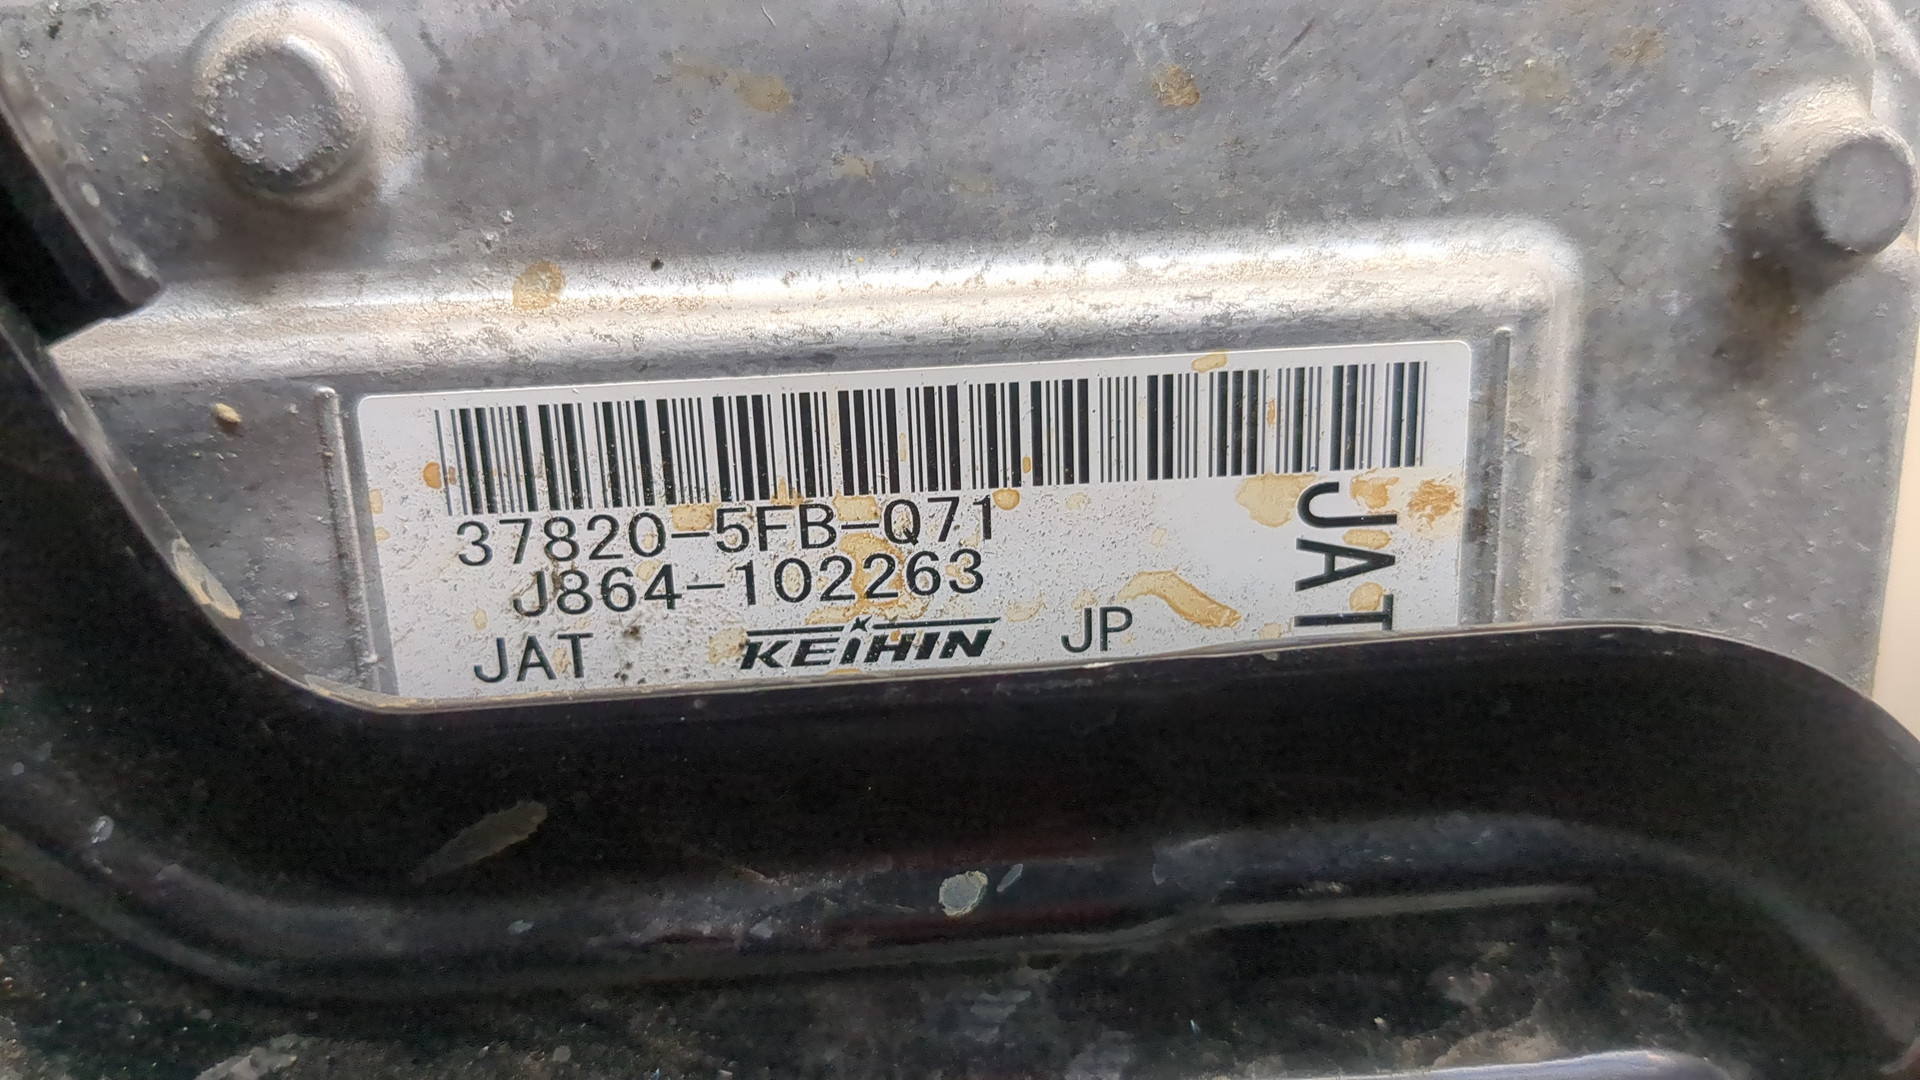 37820-5FB-Q71
J864-102263
JAT KEIHIN JP
JAT